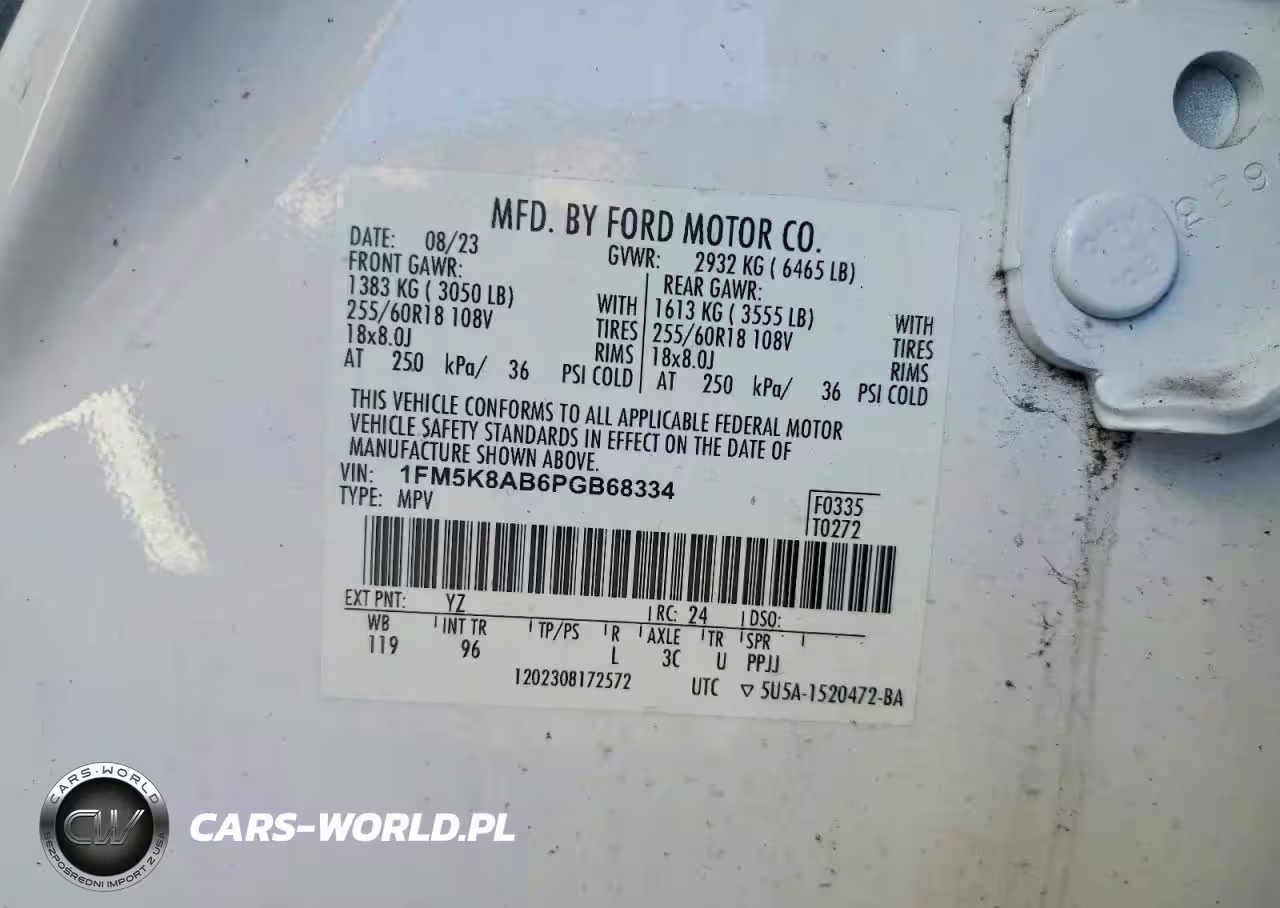 MFD. BY FORD MOTOR CO.
DATE: 08/23
GVWR: 2932 KG ( 6465 LB)
FRONT GAWR:
1383 KG ( 3050 LB)
WITH
255/60R18 108V
TIRES
18x8.0J
RIMS
AT 250 kPa/ 36 PSI COLD
REAR GAWR:
1613 KG ( 3555 LB)
WITH
255/60R18 108V
TIRES
18x8.0J
RIMS
AT 250 kPa/ 36 PSI COLD
THIS VEHICLE CONFORMS TO ALL APPLICABLE FEDERAL MOTOR
VEHICLE SAFETY STANDARDS IN EFFECT ON THE DATE OF
MANUFACTURE SHOWN ABOVE.
VIN: 1FM5K8AB6PGB68334
TYPE: MPV
F0335
T0272
EXT PNT: YZ RC: 24 DSO:
WB INT TR TP/PS R AXLE TR SPR
119 96 L 3C U PPJJ
1202308172572 UTC ▽ 5U5A-1520472-BA
CARS-WORLD
CW
BEZPOŚREDNI IMPORT Z USA
CARS-WORLD.PL